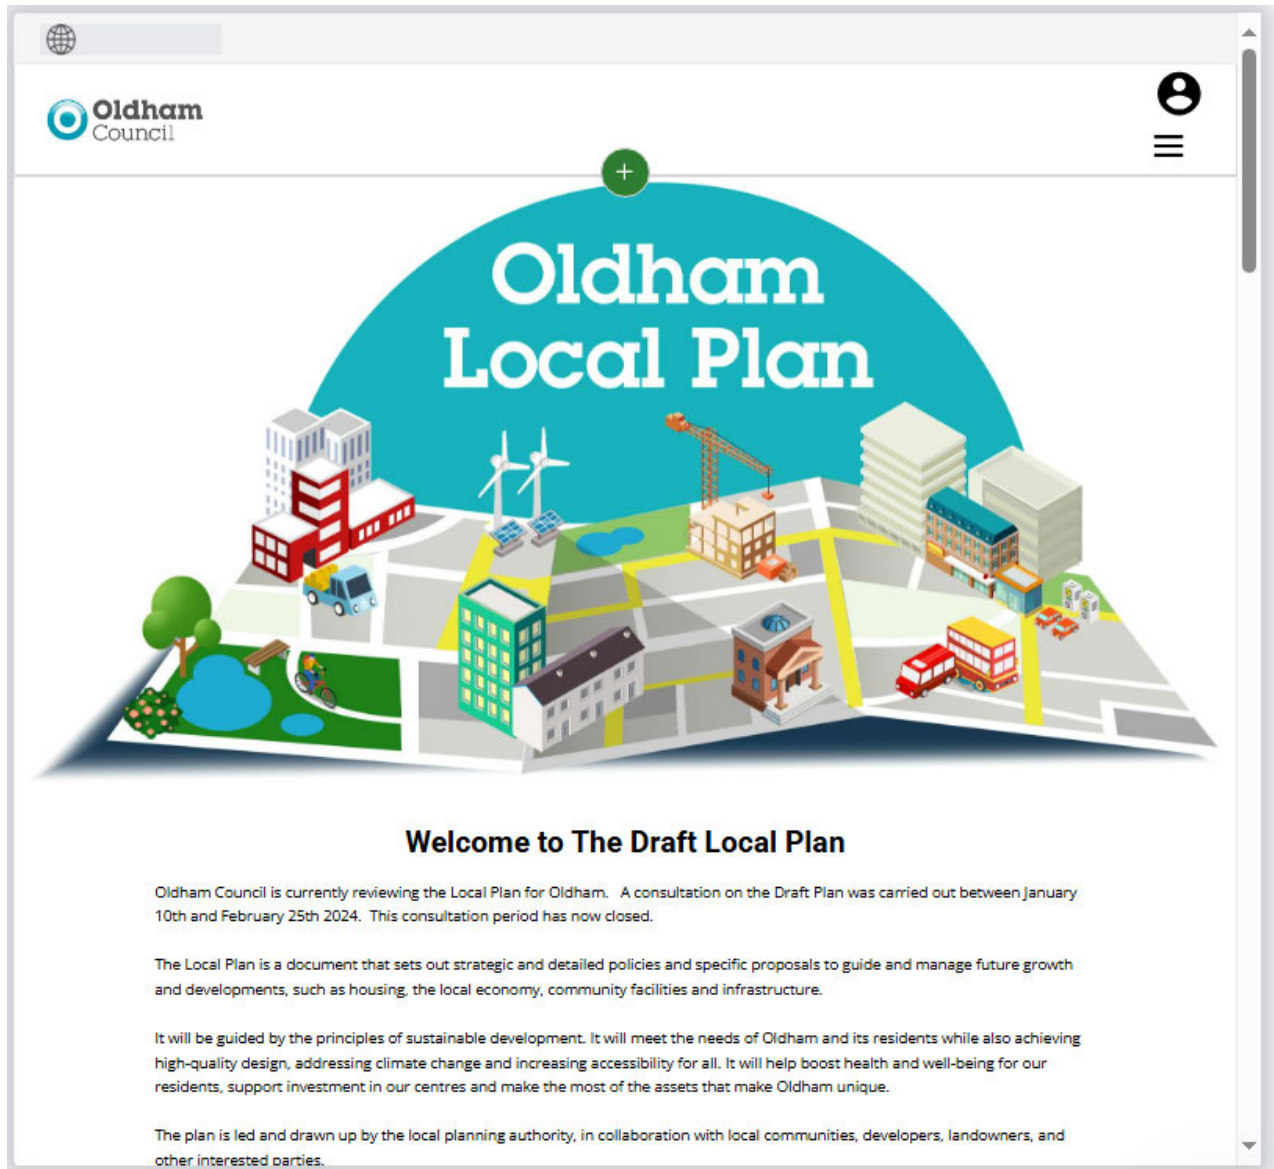 Oldham
Council
Oldham
Local Plan
Welcome to The Draft Local Plan
Oldham Council is currently reviewing the Local Plan for Oldham.   A consultation on the Draft Plan was carried out between January
10th and February 25th 2024.  This consultation period has now closed.
The Local Plan is a document that sets out strategic and detailed policies and specific proposals to guide and manage future growth
and developments, such as housing, the local economy, community facilities and infrastructure.
It will be guided by the principles of sustainable development. It will meet the needs of Oldham and its residents while also achieving
high-quality design, addressing climate change and increasing accessibility for all. It will help boost health and well-being for our
residents, support investment in our centres and make the most of the assets that make Oldham unique.
The plan is led and drawn up by the local planning authority, in collaboration with local communities, developers, landowners, and
other interested parties.